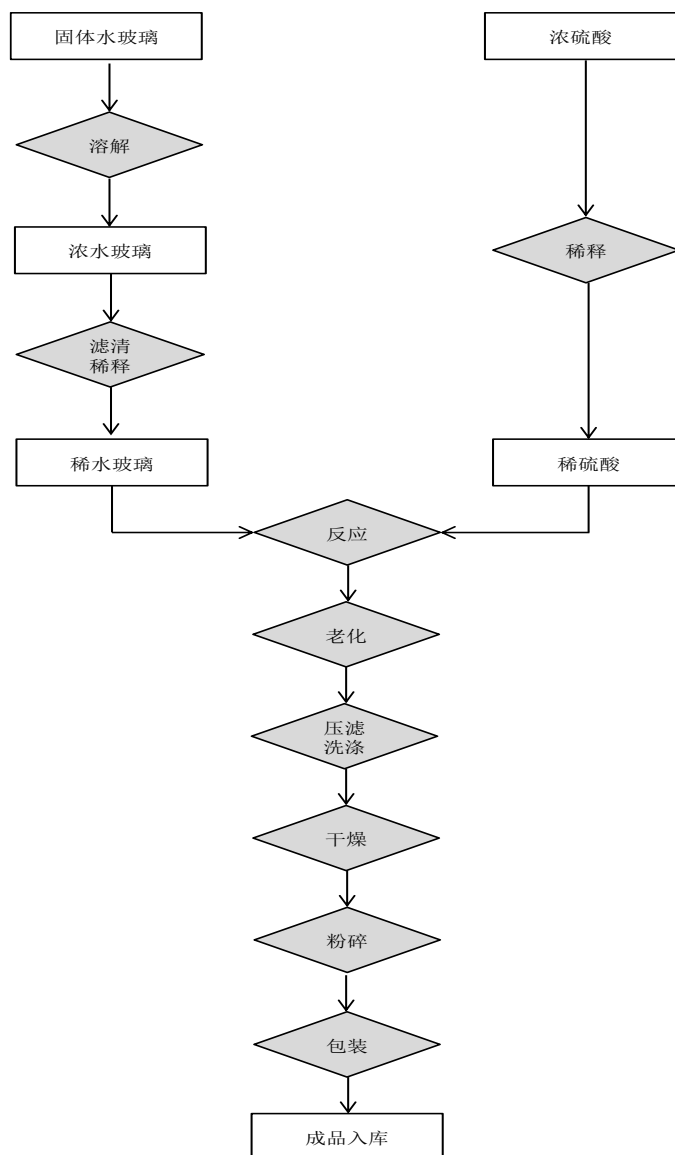 固体水玻璃
浓硫酸
溶解
浓水玻璃
稀释
滤清
稀释
稀水玻璃
稀硫酸
反应
老化
压滤
洗涤
干燥
粉碎
包装
成品入库